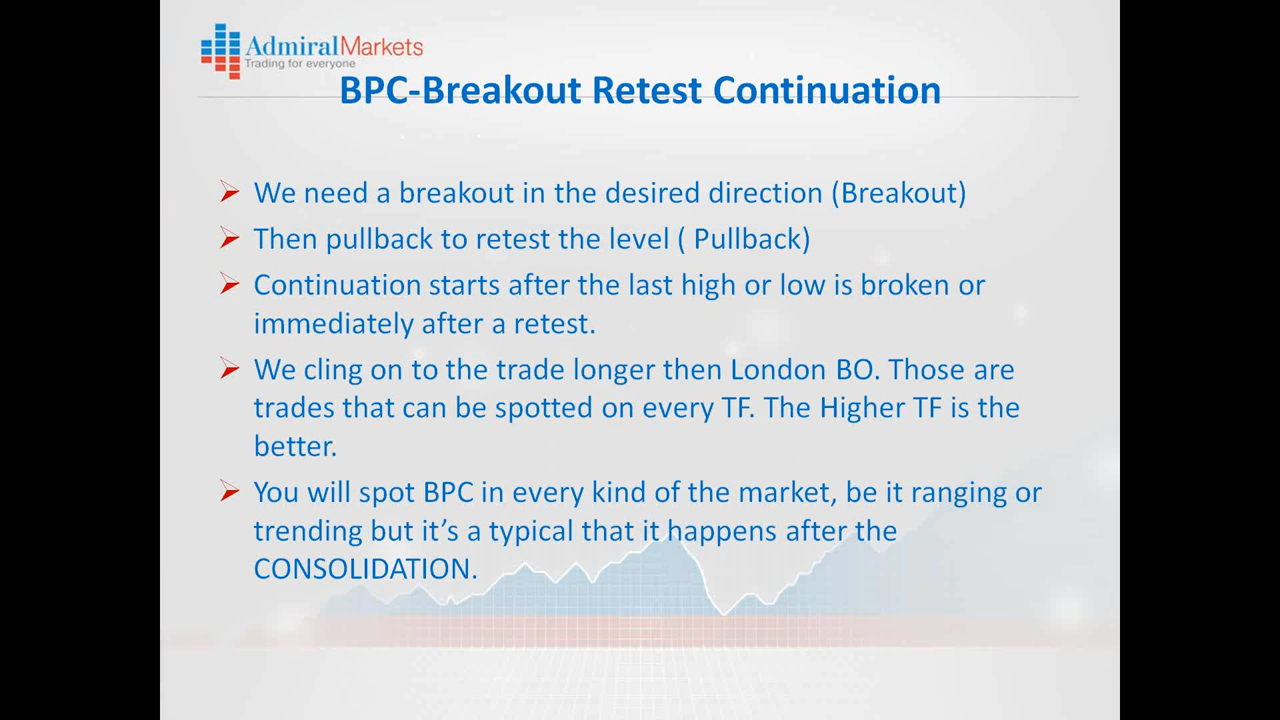 AdmiralMarkets
Trading for everyone
BPC-Breakout Retest Continuation
We need a breakout in the desired direction (Breakout)
Then pullback to retest the level ( Pullback)
Continuation starts after the last high or low is broken or
immediately after a retest.
We cling on to the trade longer then London BO. Those are
trades that can be spotted on every TF. The Higher TF is the
better.
You will spot BPC in every kind of the market, be it ranging or
trending but it’s a typical that it happens after the
CONSOLIDATION.